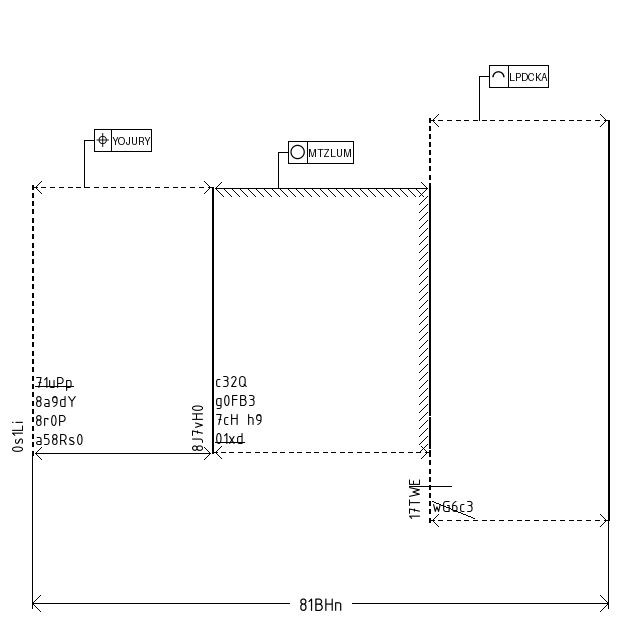 LPDCKA
YOJURY
MTZLUM
71uPp
8a9dY
8r0P
a58Rs0
0s1Li
c32Q
g0FB3
7cH h9
01xd
8J7vH0
17TWE
wG6c3
81BHn